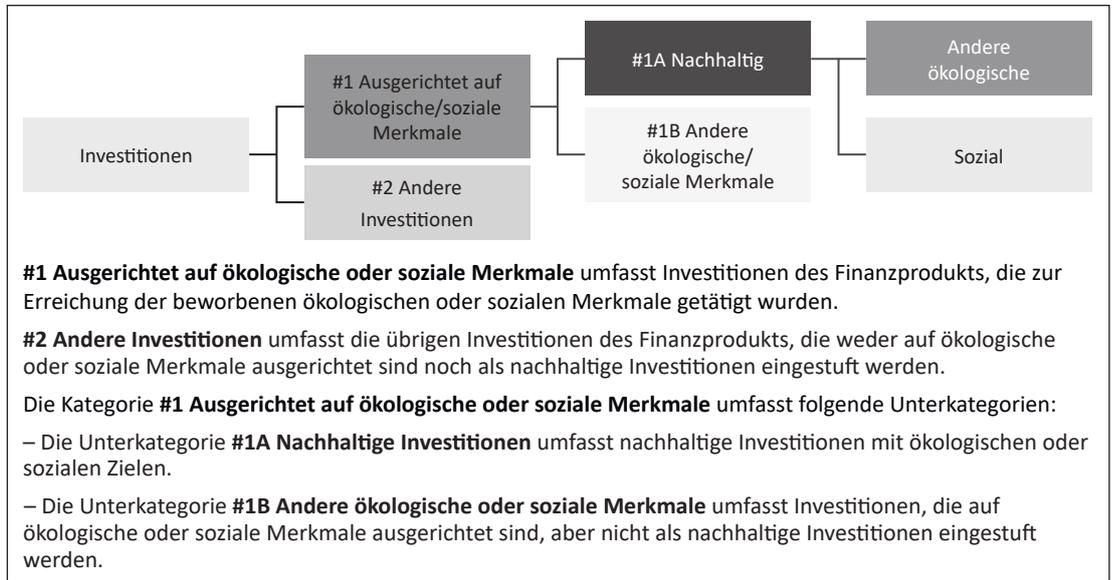 Investitionen
#1 Ausgerichtet auf
ökologische/soziale
Merkmale
#2 Andere
Investitionen
#1A Nachhaltig
#1B Andere
ökologische/
soziale Merkmale
Andere
ökologische
Sozial
#1 Ausgerichtet auf ökologische oder soziale Merkmale umfasst Investitionen des Finanzprodukts, die zur
Erreichung der beworbenen ökologischen oder sozialen Merkmale getätigt wurden.
#2 Andere Investitionen umfasst die übrigen Investitionen des Finanzprodukts, die weder auf ökologische
oder soziale Merkmale ausgerichtet sind noch als nachhaltige Investitionen eingestuft werden.
Die Kategorie #1 Ausgerichtet auf ökologische oder soziale Merkmale umfasst folgende Unterkategorien:
– Die Unterkategorie #1A Nachhaltige Investitionen umfasst nachhaltige Investitionen mit ökologischen oder
sozialen Zielen.
– Die Unterkategorie #1B Andere ökologische oder soziale Merkmale umfasst Investitionen, die auf
ökologische oder soziale Merkmale ausgerichtet sind, aber nicht als nachhaltige Investitionen eingestuft
werden.